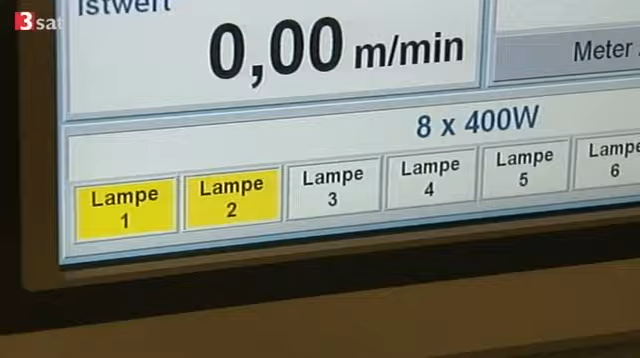 3sat
Istwert
0,00 m/min
Meter
8 x 400W
Lampe
1
Lampe
2
Lampe
3
Lampe
4
Lampe
5
Lampe
6